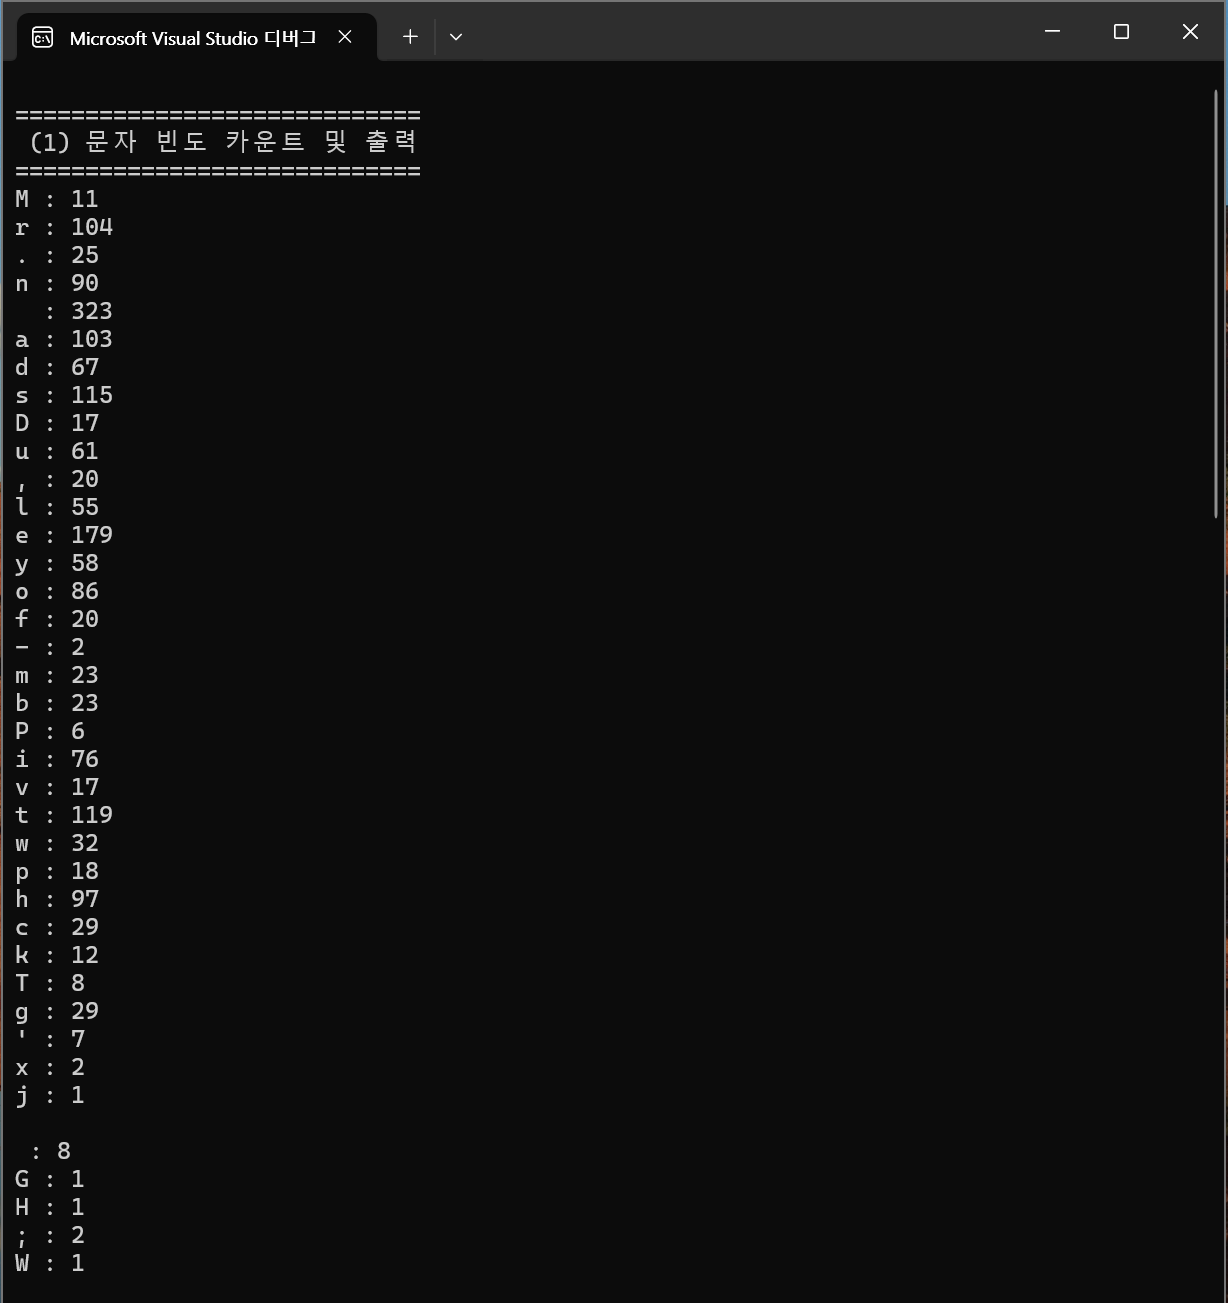 Microsoft Visual Studio 디버그
=============================
(1) 문자 빈도 카운트 및 출력
=============================
M : 11
r : 104
. : 25
n : 90
  : 323
a : 103
d : 67
s : 115
D : 17
u : 61
, : 20
l : 55
e : 179
y : 58
o : 86
f : 20
- : 2
m : 23
b : 23
P : 6
i : 76
v : 17
t : 119
w : 32
p : 18
h : 97
c : 29
k : 12
T : 8
g : 29
' : 7
x : 2
j : 1
 : 8
G : 1
H : 1
; : 2
W : 1